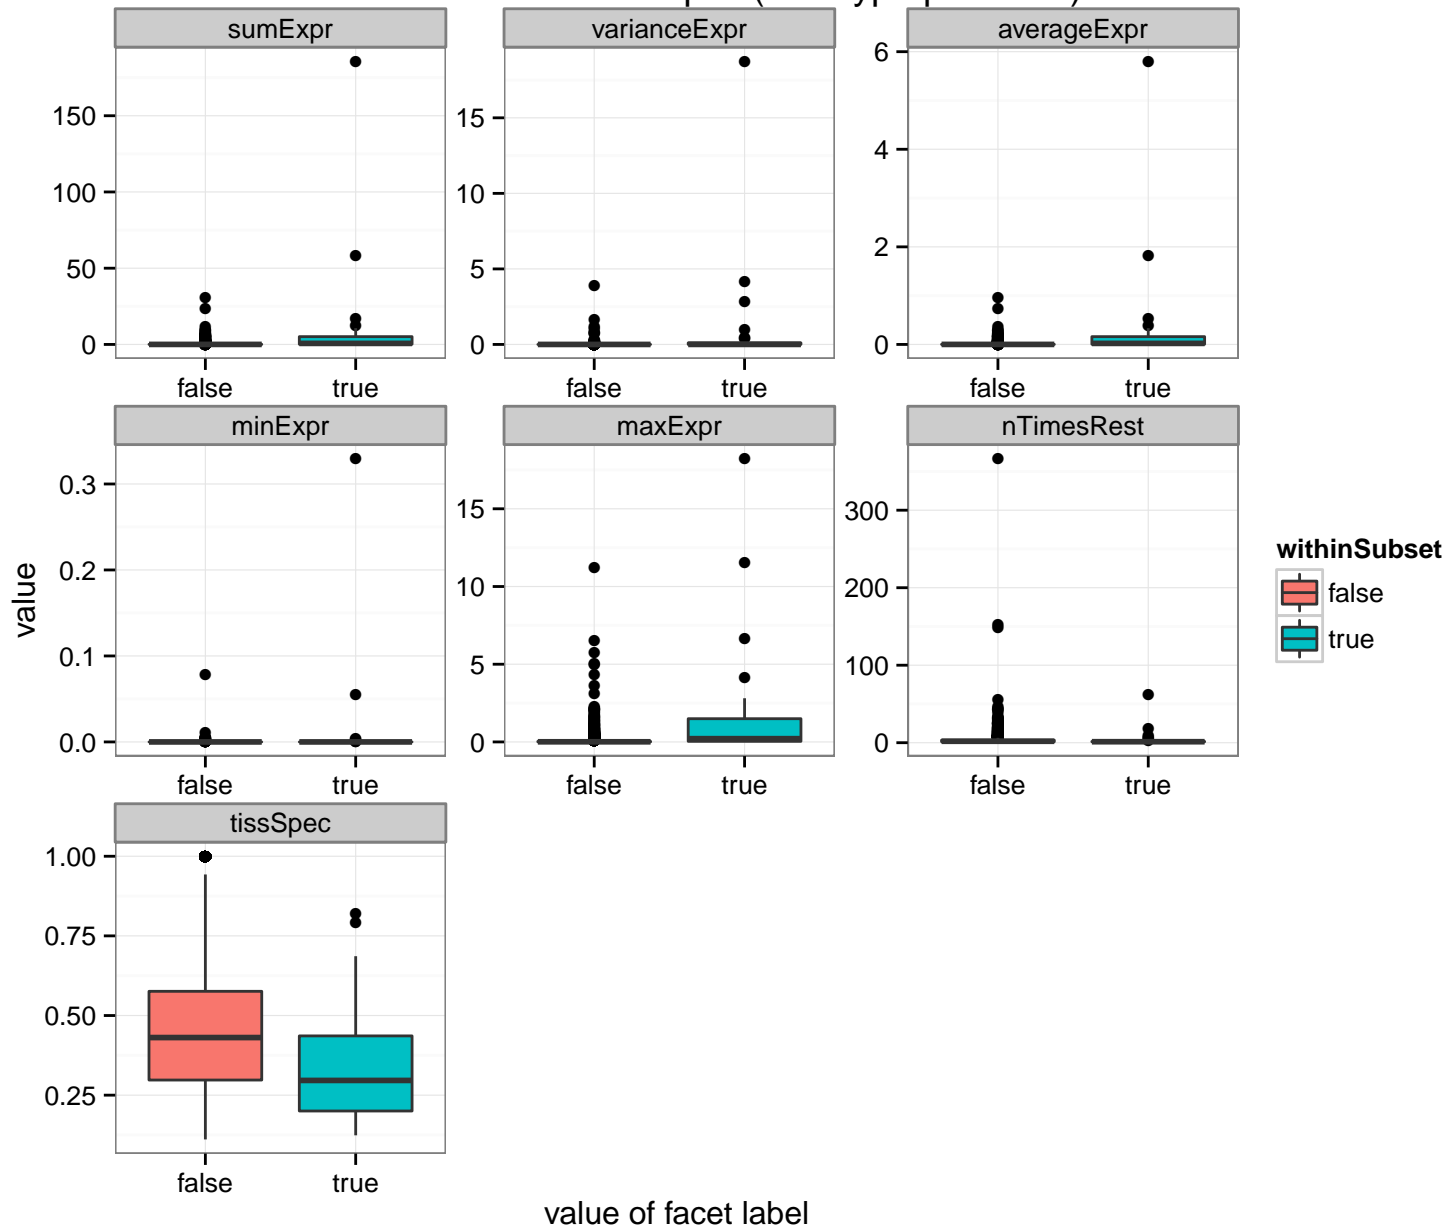 sumExpr varianceExpr averageExpr
150
100
50
0
false true
15
10
5
0
false true
6
4
2
0
false true
minExpr maxExpr nTimesRest
0.3
0.2
0.1
0.0
false true
15
10
5
0
false true
300
200
100
0
false true
tissSpec
1.00
0.75
0.50
0.25
false true
value
value of facet label
withinSubset
false
true